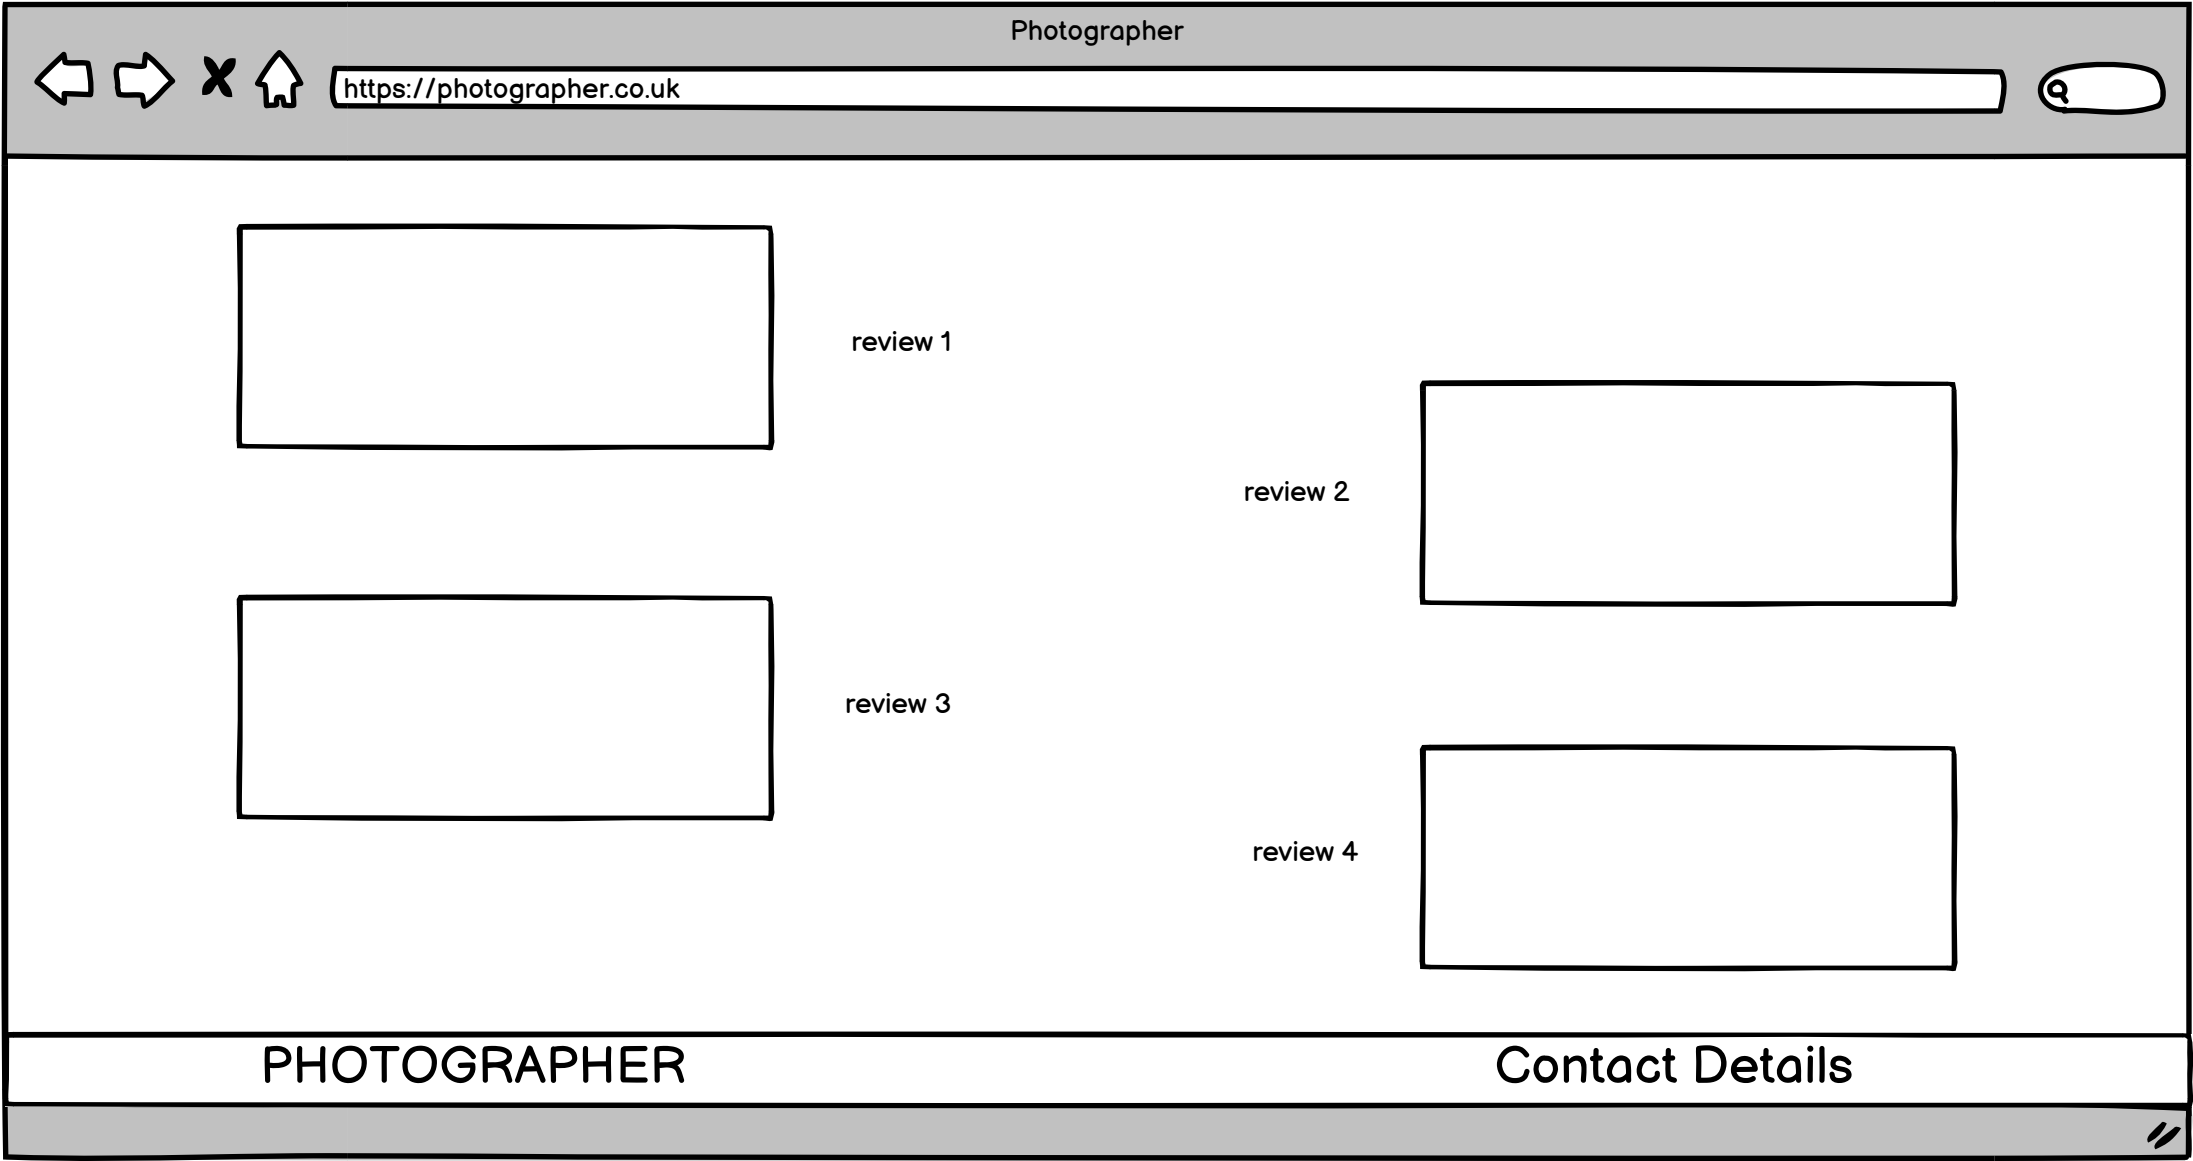 Photographer
https://photographer.co.uk
review 1
review 2
review 3
review 4
PHOTOGRAPHER
Contact Details